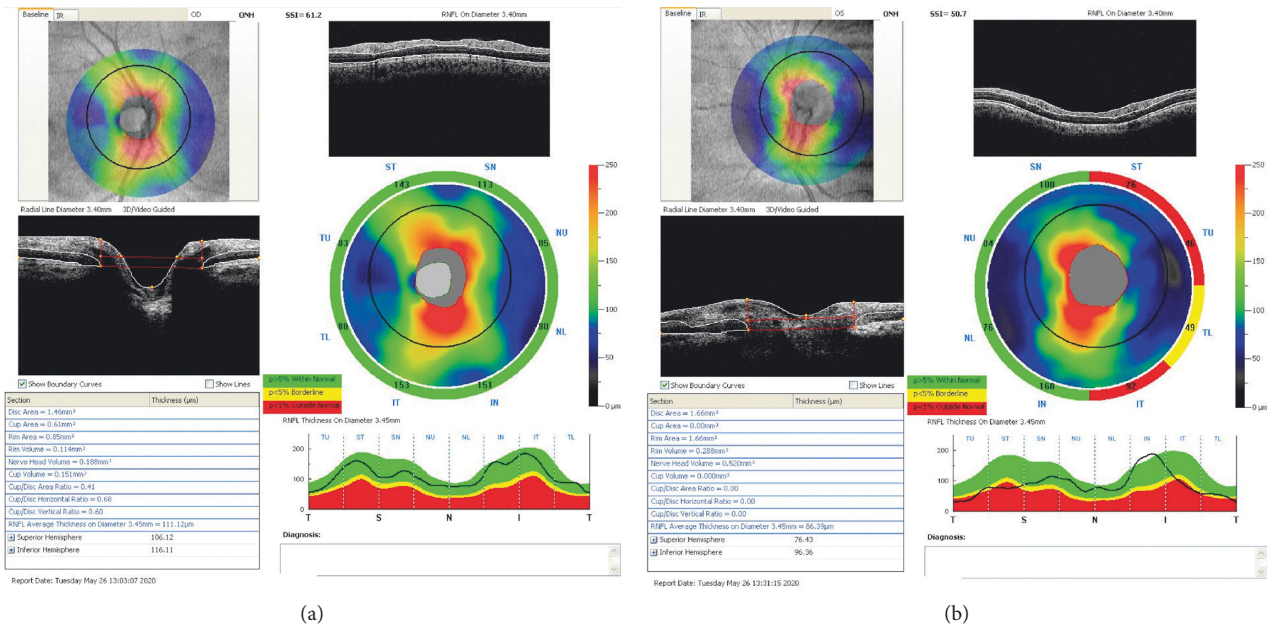 Baseline IR OD ONH
SSI= 61.2 RNFL On Diameter 3.40mm
Radial Line Diameter 3.40mm 3D/Video Guided
Show Boundary Curves Show Lines
Section Thickness (μm)
Disc Area = 1.46mm²
Cup Area = 0.61mm²
Rim Area = 0.85mm²
Rim Volume = 0.114mm³
Nerve Head Volume = 0.188mm³
Cup Volume = 0.151mm³
Cup/Disc Area Ratio = 0.41
Cup/Disc Horizontal Ratio = 0.68
Cup/Disc Vertical Ratio = 0.60
RNFL Average Thickness on Diameter 3.45mm = 111.12μm
Superior Hemisphere 106.12
Inferior Hemisphere 116.11
Report Date: Tuesday May 26 13:03:07 2020
ST SN
143 113
TU 83 85 NU
TL 80 80 NL
153 151
IT IN
250
200
150
100
50
0 μm
p>5% Within Normal
p<5% Borderline
p<1% Outside Normal
RNFL Thickness On Diameter 3.45mm
TU ST SN NU NL IN IT TL
200
100
0
T S N I T
Diagnosis:
(a)
Baseline IR OS ONH
SSI= 50.7 RNFL On Diameter 3.40mm
Radial Line Diameter 3.40mm 3D/Video Guided
Show Boundary Curves Show Lines
Section Thickness (μm)
Disc Area = 1.66mm²
Cup Area = 0.00mm²
Rim Area = 1.66mm²
Rim Volume = 0.288mm³
Nerve Head Volume = 0.520mm³
Cup Volume = 0.000mm³
Cup/Disc Area Ratio = 0.00
Cup/Disc Horizontal Ratio = 0.00
Cup/Disc Vertical Ratio = 0.00
RNFL Average Thickness on Diameter 3.45mm = 86.39μm
Superior Hemisphere 76.43
Inferior Hemisphere 96.36
Report Date: Tuesday May 26 13:31:15 2020
SN ST
100 76
NU 84 46 TU
NL 76 49 TL
168 92
IN IT
250
200
150
100
50
0 μm
p>5% Within Normal
p<5% Borderline
p<1% Outside Normal
RNFL Thickness On Diameter 3.45mm
TU ST SN NU NL IN IT TL
200
100
0
T S N I T
Diagnosis:
(b)